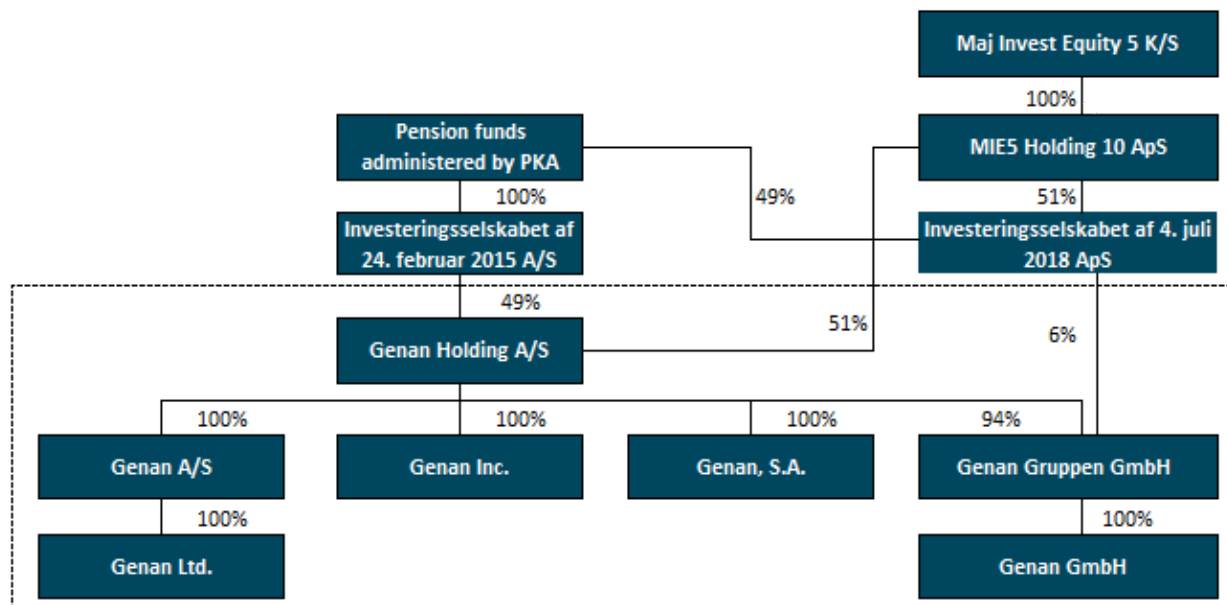 Maj Invest Equity 5 K/S
100%
Pension funds
administered by PKA
MIE5 Holding 10 ApS
100%
49%
51%
Investeringsselskabet af
24. februar 2015 A/S
Investeringsselskabet af 4. juli
2018 ApS
49%
51%
6%
Genan Holding A/S
100%
100%
100%
94%
Genan A/S
Genan Inc.
Genan, S.A.
Genan Gruppen GmbH
100%
100%
Genan Ltd.
Genan GmbH